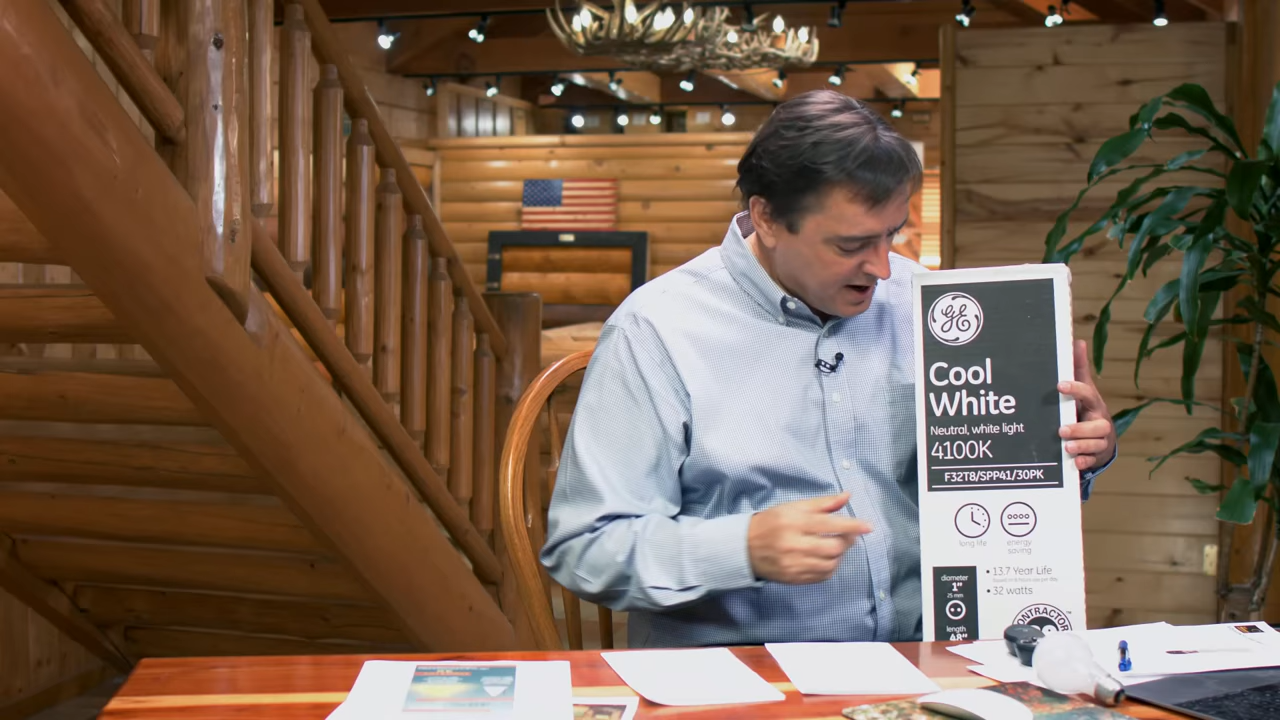 GE
Cool
White
Neutral, white light
4100K
F32T8/SPP41/30PK
long life
energy
saving
• 13.7 Year Life
• 32 watts
diameter
1"
25 mm
length
48"
CONTRACTOR